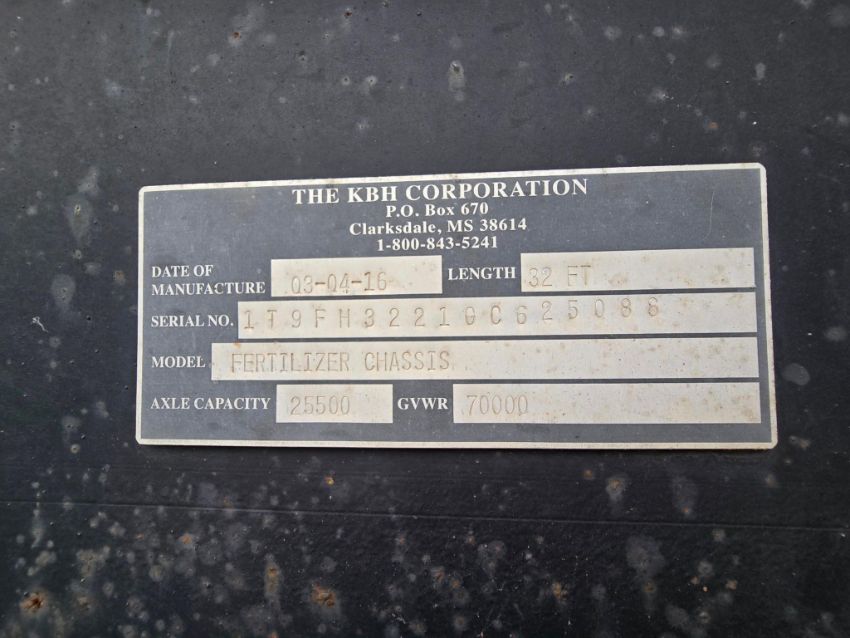 THE KBH CORPORATION
P.O. Box 670
Clarksdale, MS 38614
1-800-843-5241
DATE OF MANUFACTURE 03-04-16 LENGTH 32 FT
SERIAL NO. 1T9FH32210C625086
MODEL FERTILIZER CHASSIS
AXLE CAPACITY 25500 GVWR 70000